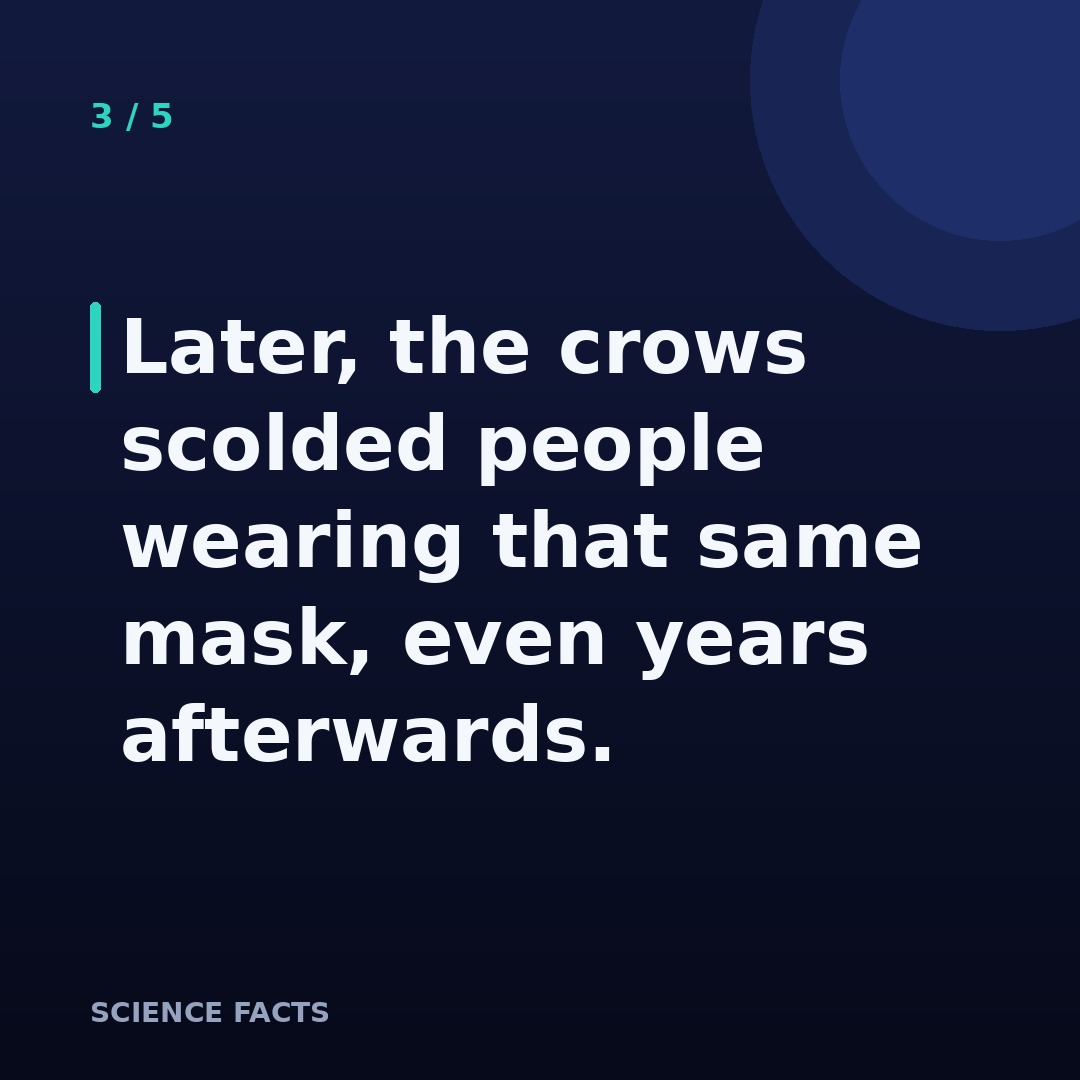 3 / 5
Later, the crows
scolded people
wearing that same
mask, even years
afterwards.
SCIENCE FACTS